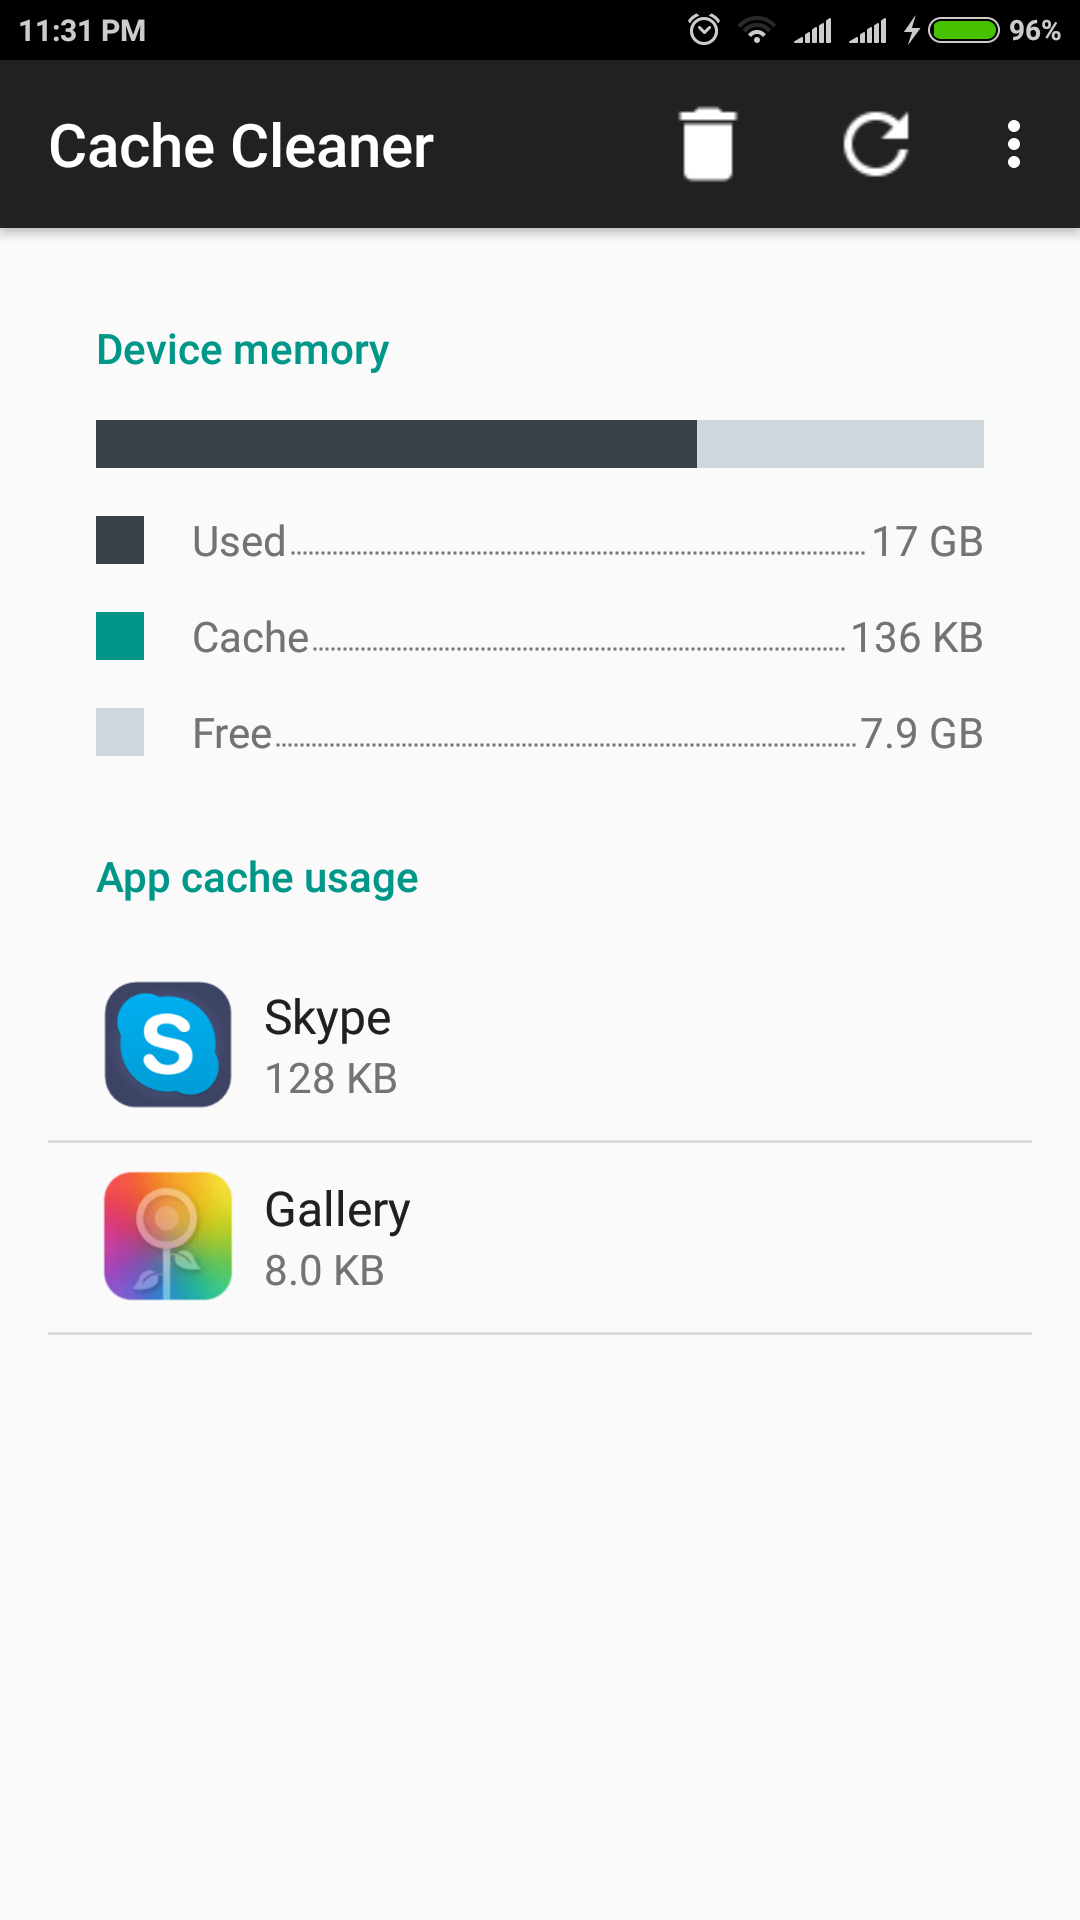 11:31 PM 96%
Cache Cleaner
Device memory
Used 17 GB
Cache 136 KB
Free 7.9 GB
App cache usage
S
Skype
128 KB
Gallery
8.0 KB